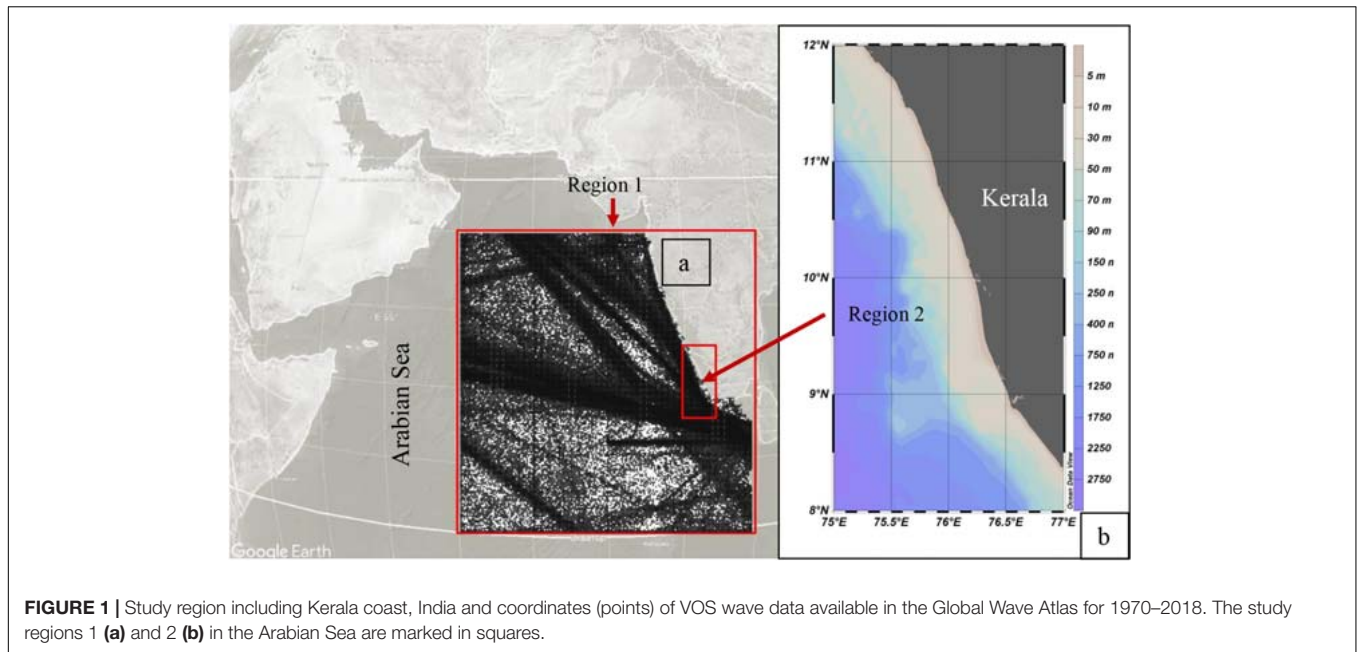 Region 1
a
Arabian Sea
Region 2
Google Earth
12°N
11°N
10°N
9°N
8°N
75°E
75.5°E
76°E
76.5°E
77°E
Kerala
5 m
10 m
30 m
50 m
70 m
90 m
150 n
250 n
400 n
750 n
1250
1750
2250
2750
Ocean Data View
b
FIGURE 1 | Study region including Kerala coast, India and coordinates (points) of VOS wave data available in the Global Wave Atlas for 1970–2018. The study
regions 1 (a) and 2 (b) in the Arabian Sea are marked in squares.